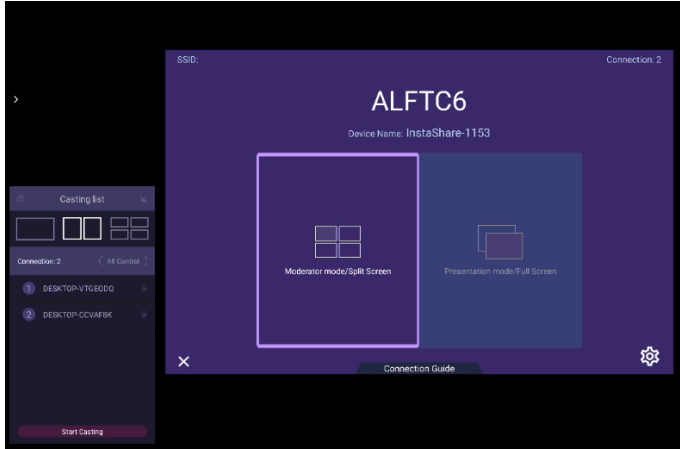 SSID:
Connection: 2
ALFTC6
Device Name: InstaShare-1153
Casting list
Moderator mode/Split Screen
Presentation mode/Full Screen
Connection: 2
All Control
1 DESKTOP-VTGEODQ
2 DESKTOP-CCVAF8K
Connection Guide
Start Casting